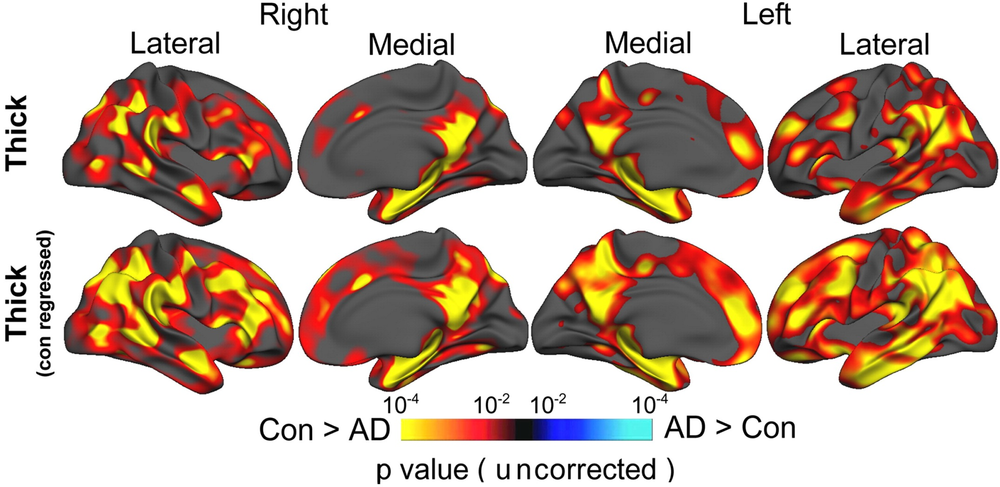 Right
Left
Lateral
Medial
Medial
Lateral
Thick
Thick
(con regressed)
10-4
10-2
10-2
10-4
Con > AD
AD > Con
p value ( uncorrected )